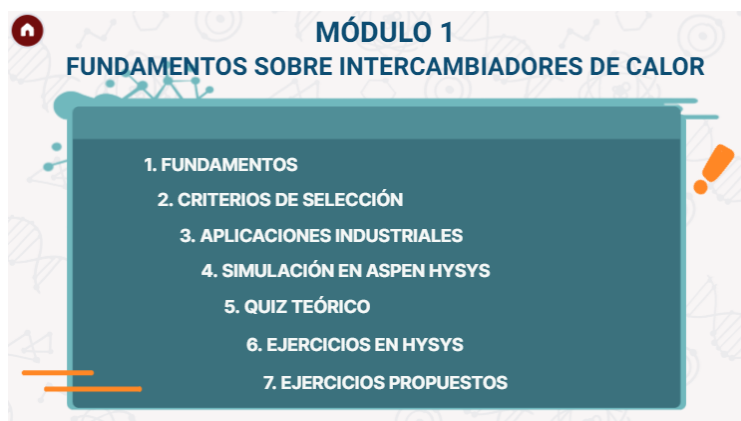 MÓDULO 1
FUNDAMENTOS SOBRE INTERCAMBIADORES DE CALOR
1. FUNDAMENTOS
2. CRITERIOS DE SELECCIÓN
3. APLICACIONES INDUSTRIALES
4. SIMULACIÓN EN ASPEN HYSYS
5. QUIZ TEÓRICO
6. EJERCICIOS EN HYSYS
7. EJERCICIOS PROPUESTOS